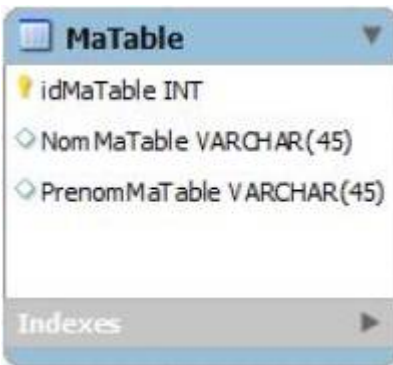 MaTable
idMaTable INT
NomMaTable VARCHAR(45)
PrenomMaTable VARCHAR(45)
Indexes